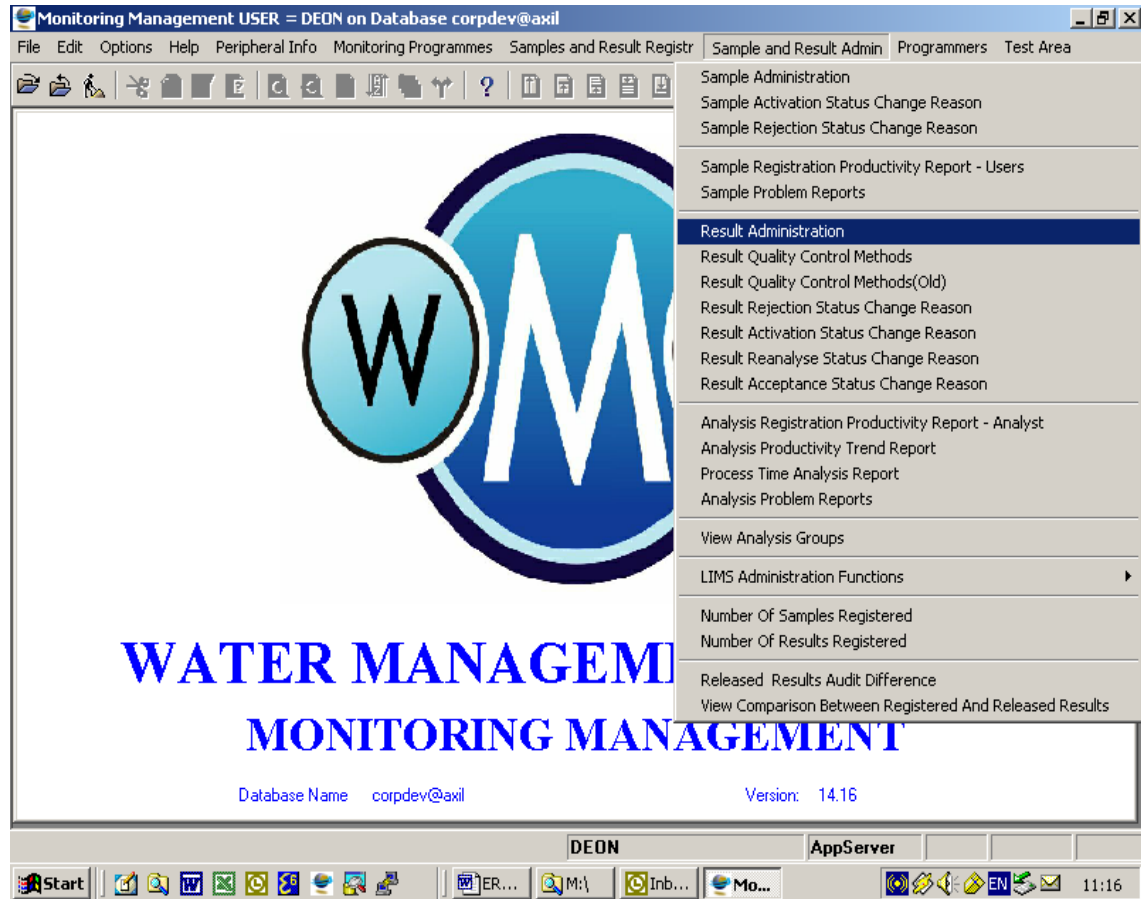 Monitoring Management USER = DEON on Database corpdev@axil
File Edit Options Help Peripheral Info Monitoring Programmes Samples and Result Registr Sample and Result Admin Programmers Test Area
Sample Administration
Sample Activation Status Change Reason
Sample Rejection Status Change Reason
Sample Registration Productivity Report - Users
Sample Problem Reports
Result Administration
Result Quality Control Methods
Result Quality Control Methods(Old)
Result Rejection Status Change Reason
Result Activation Status Change Reason
Result Reanalyse Status Change Reason
Result Acceptance Status Change Reason
Analysis Registration Productivity Report - Analyst
Analysis Productivity Trend Report
Process Time Analysis Report
Analysis Problem Reports
View Analysis Groups
LIMS Administration Functions
Number Of Samples Registered
Number Of Results Registered
Released Results Audit Difference
View Comparison Between Registered And Released Results
W M
WATER MANAGEM
MONITORING MANAGEMENT
Database Name corpdev@axil Version: 14.16
DEON AppServer
Start ER... M:\ Inb... Mo... EN 11:16